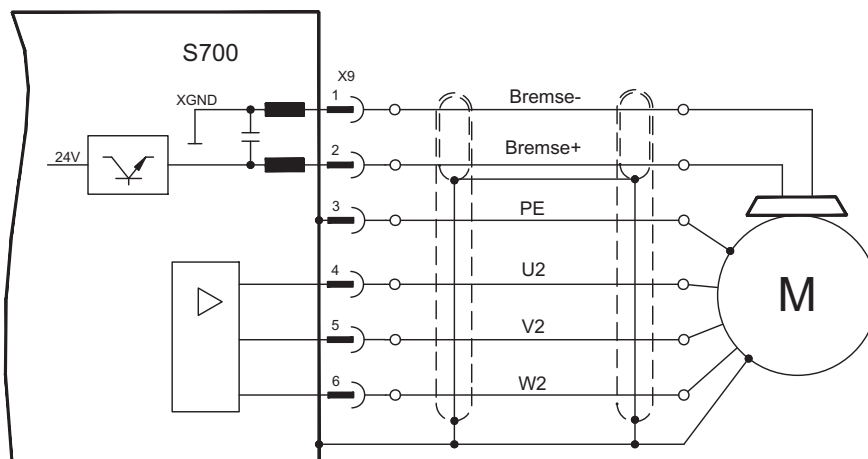 S700
X9
XGND
1
Bremse-
24V
2
Bremse+
3
PE
4
U2
5
V2
6
W2
M